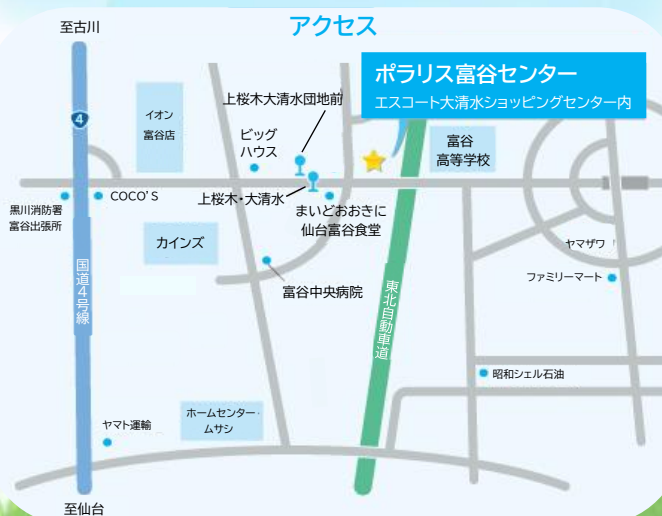 アクセス
至古川
ポラリス富谷センター
エスコート大清水ショッピングセンター内
4
イオン
富谷店
上桜木大清水団地前
ビッグ
ハウス
富谷
高等学校
COCO'S
上桜木・大清水
黒川消防署
富谷出張所
まいどおおきに
仙台富谷食堂
カインズ
ヤマザワ
国道4号線
富谷中央病院
ファミリーマート
東北自動車道
昭和シェル石油
ホームセンター・
ムサシ
ヤマト運輸
至仙台